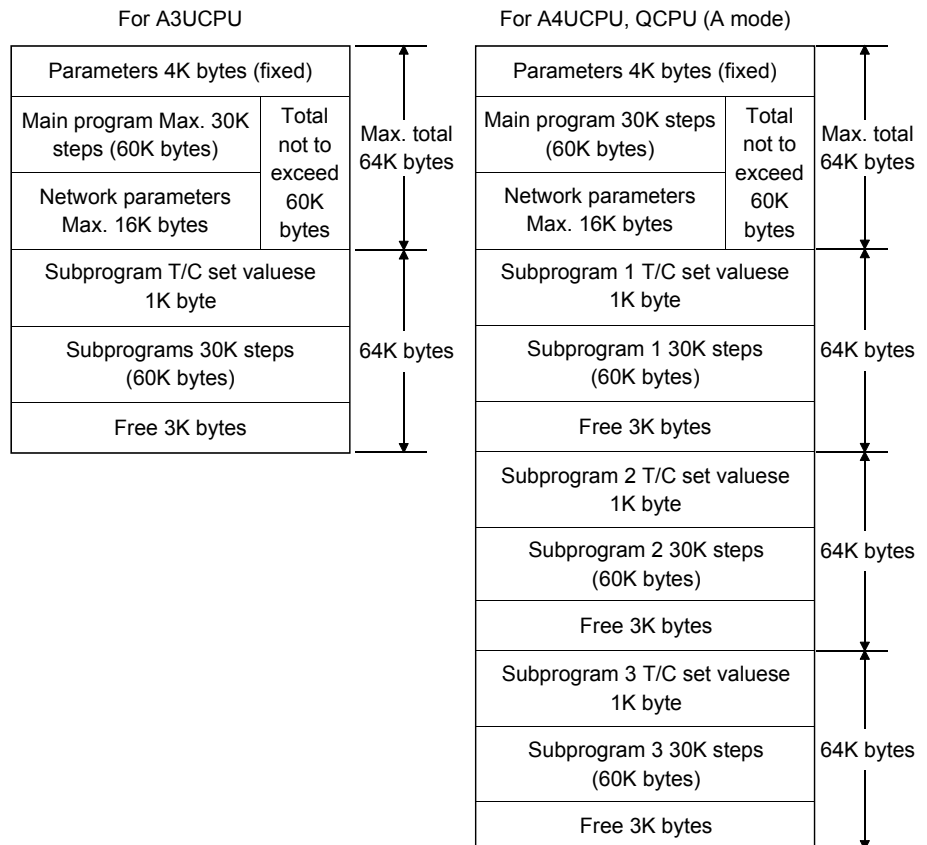 For A3UCPU
Parameters 4K bytes (fixed)
Main program Max. 30K
steps (60K bytes)
Network parameters
Max. 16K bytes
Total
not to
exceed
60K
bytes
Max. total
64K bytes
Subprogram T/C set valuese
1K byte
Subprograms 30K steps
(60K bytes)
Free 3K bytes
64K bytes
For A4UCPU, QCPU (A mode)
Parameters 4K bytes (fixed)
Main program 30K steps
(60K bytes)
Network parameters
Max. 16K bytes
Total
not to
exceed
60K
bytes
Max. total
64K bytes
Subprogram 1 T/C set valuese
1K byte
Subprogram 1 30K steps
(60K bytes)
Free 3K bytes
64K bytes
Subprogram 2 T/C set valuese
1K byte
Subprogram 2 30K steps
(60K bytes)
Free 3K bytes
64K bytes
Subprogram 3 T/C set valuese
1K byte
Subprogram 3 30K steps
(60K bytes)
Free 3K bytes
64K bytes